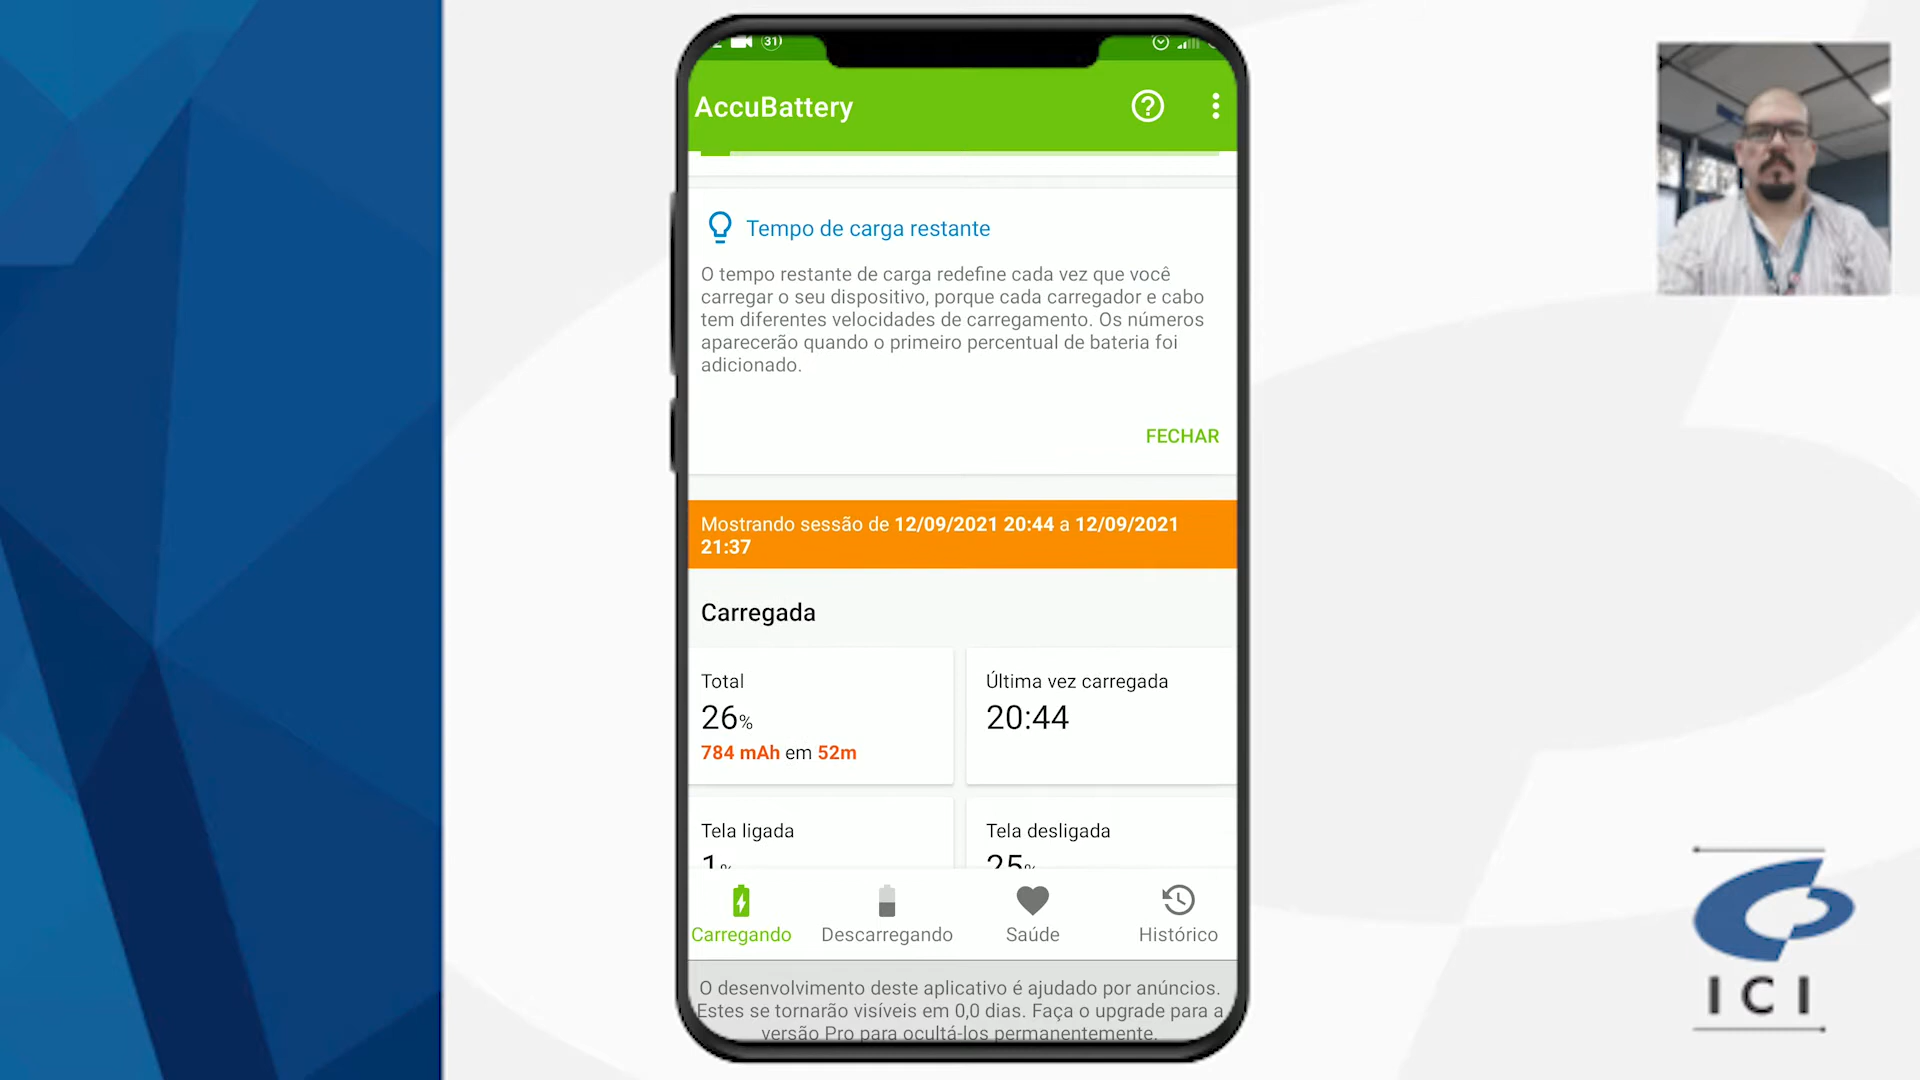 31
AccuBattery
Tempo de carga restante
O tempo restante de carga redefine cada vez que você
carregar o seu dispositivo, porque cada carregador e cabo
tem diferentes velocidades de carregamento. Os números
aparecerão quando o primeiro percentual de bateria foi
adicionado.
FECHAR
Mostrando sessão de 12/09/2021 20:44 a 12/09/2021
21:37
Carregada
Total
26%
784 mAh em 52m
Última vez carregada
20:44
Tela ligada
1%
Tela desligada
25%
Carregando
Descarregando
Saúde
Histórico
O desenvolvimento deste aplicativo é ajudado por anúncios.
Estes se tornarão visíveis em 0,0 dias. Faça o upgrade para a
versão Pro para ocultá-los permanentemente.
ICI